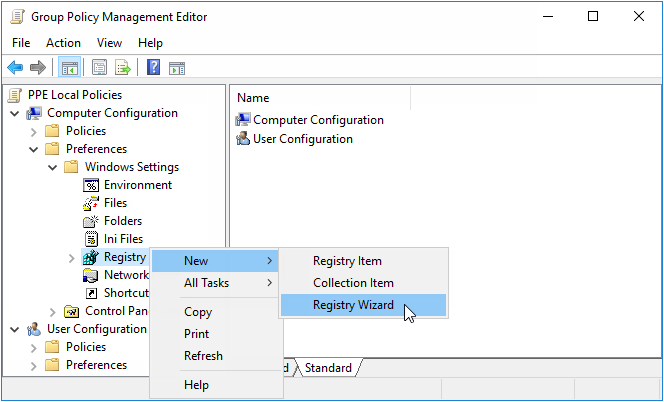 Group Policy Management Editor
File Action View Help
PPE Local Policies
Computer Configuration
Policies
Preferences
Windows Settings
Environment
Files
Folders
Ini Files
Registry
Network
Shortcut
Control Pan
User Configuration
Policies
Preferences
Name
Computer Configuration
User Configuration
New
All Tasks
Copy
Print
Refresh
Help
Registry Item
Collection Item
Registry Wizard
d Standard